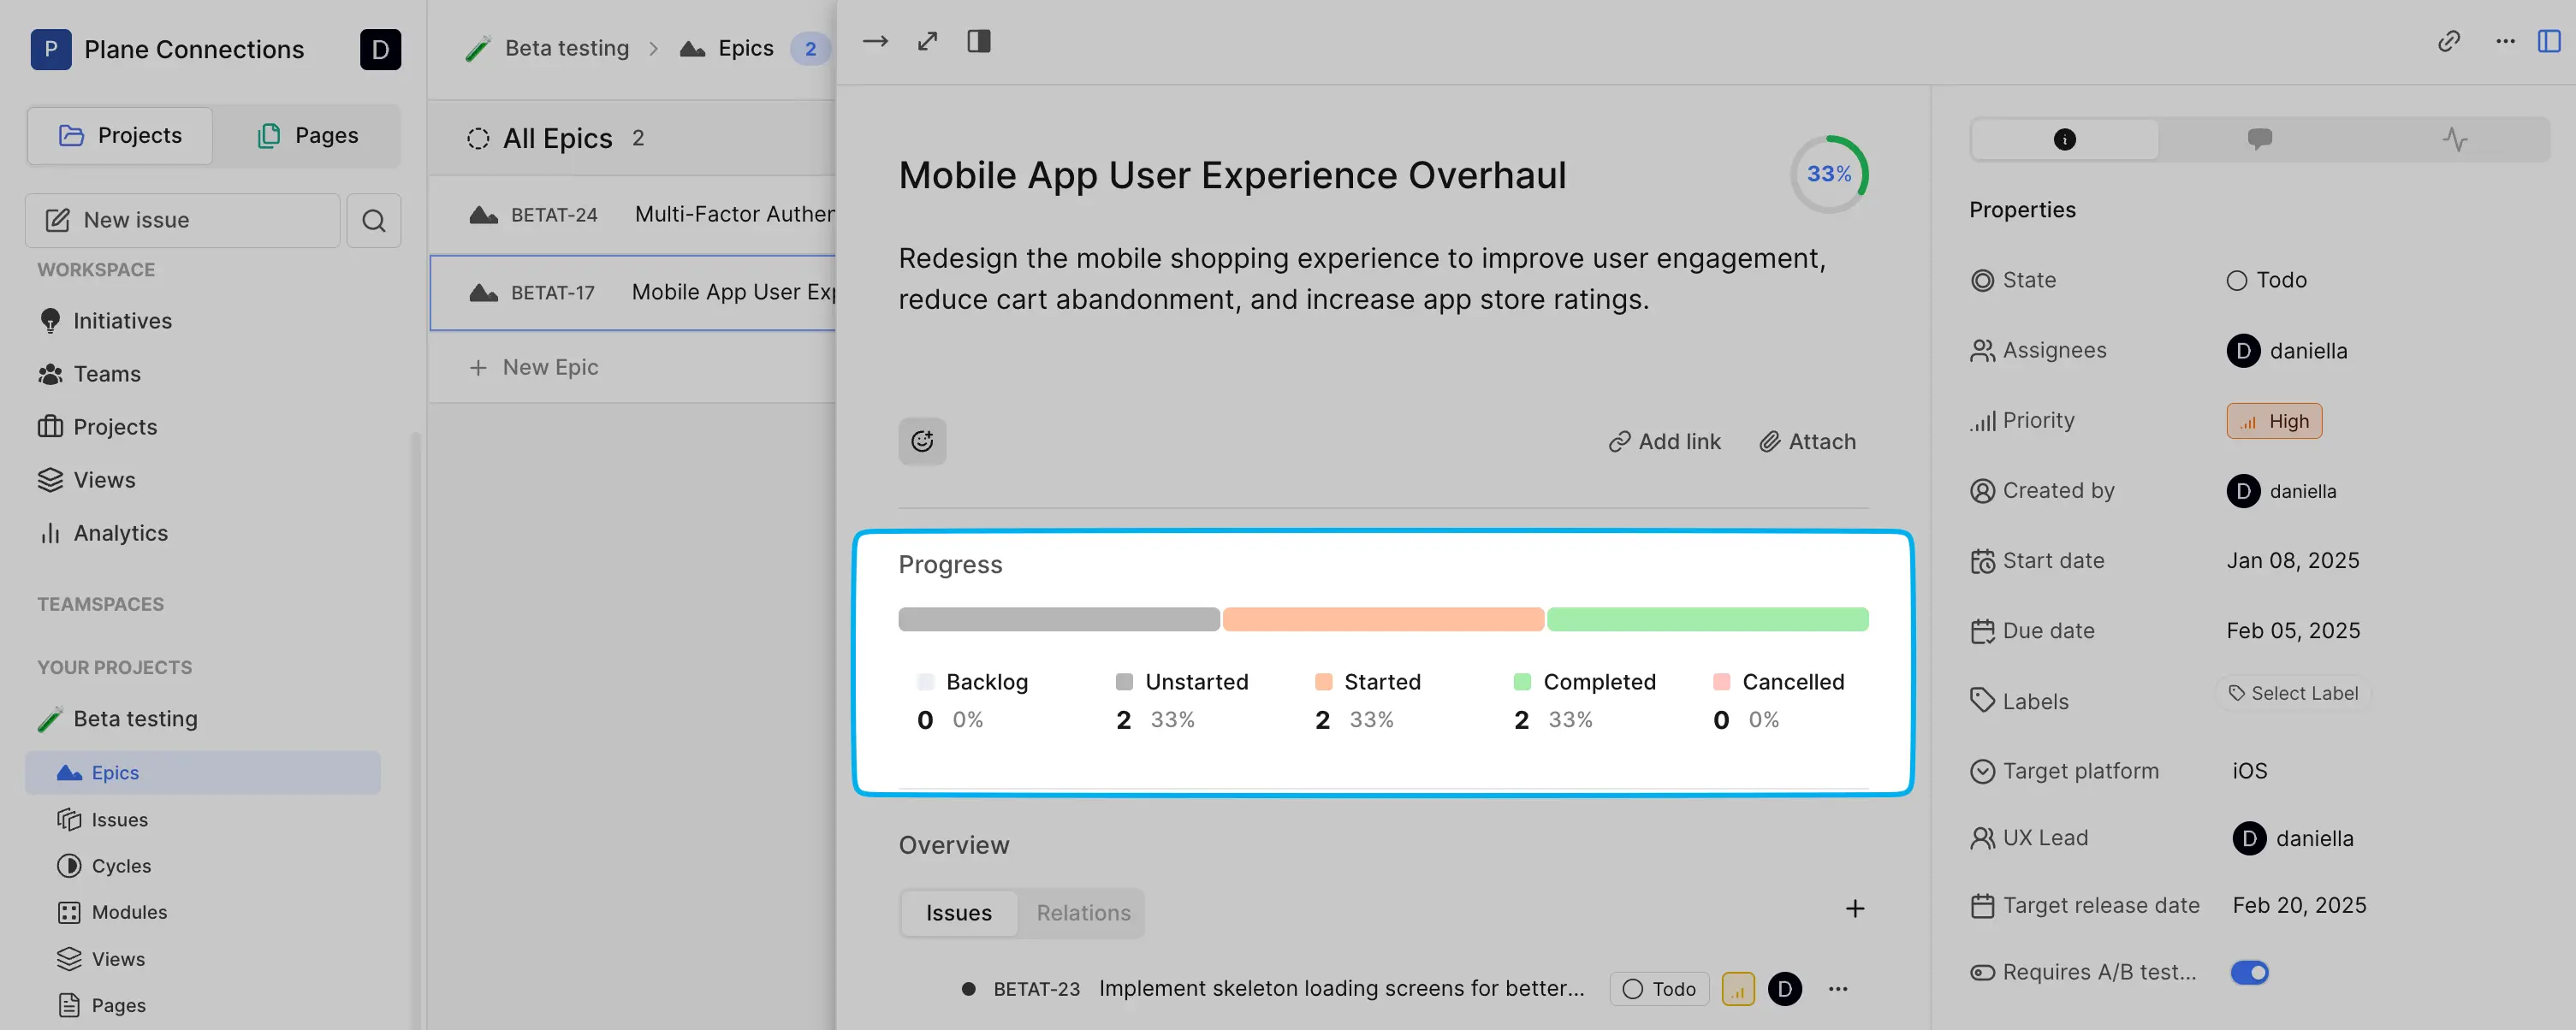 P Plane Connections D
Projects Pages
New issue
WORKSPACE
Initiatives
Teams
Projects
Views
Analytics
TEAMSPACES
YOUR PROJECTS
Beta testing
Epics
Issues
Cycles
Modules
Views
Pages
Beta testing Epics 2
All Epics 2
BETAT-24 Multi-Factor Authen
BETAT-17 Mobile App User Exp
New Epic
Mobile App User Experience Overhaul
33%
Redesign the mobile shopping experience to improve user engagement,
reduce cart abandonment, and increase app store ratings.
Add link Attach
Progress
Backlog Unstarted Started Completed Cancelled
0 0% 2 33% 2 33% 2 33% 0 0%
Overview
Issues Relations
BETAT-23 Implement skeleton loading screens for better... Todo D
Properties
State Todo
Assignees D daniella
Priority High
Created by D daniella
Start date Jan 08, 2025
Due date Feb 05, 2025
Labels Select Label
Target platform iOS
UX Lead D daniella
Target release date Feb 20, 2025
Requires A/B test...